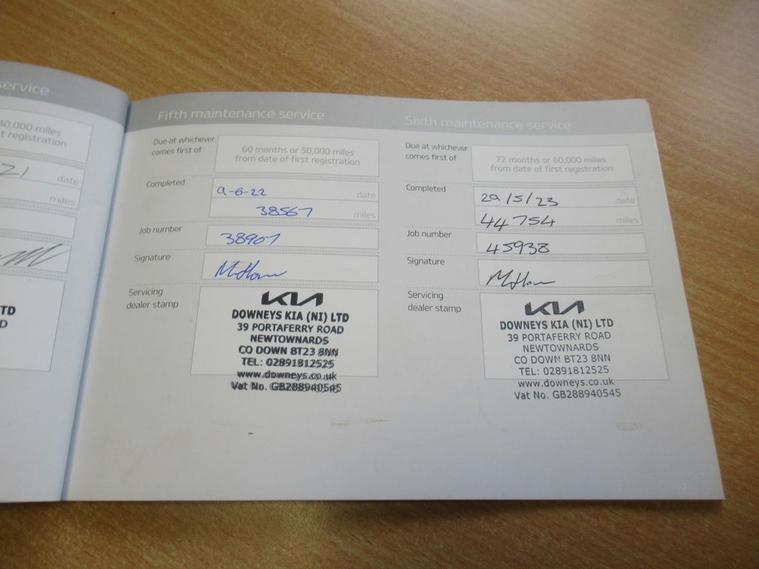 service
40,000 miles
t registration
21
date
miles
TD
D
Fifth maintenance service
Due at whichever
comes first of
60 months or 50,000 miles
from date of first registration
Completed
9-6-22 date
38567 miles
Job number
38907
Signature
Servicing
dealer stamp
KIA
DOWNEYS KIA (NI) LTD
39 PORTAFERRY ROAD
NEWTOWNARDS
CO DOWN BT23 8NN
TEL: 02891812525
www.downeys.co.uk
Vat No. GB288940545
Sixth maintenance service
Due at whichever
comes first of
72 months or 60,000 miles
from date of first registration
Completed
29/5/23 date
44754 miles
Job number
45938
Signature
Servicing
dealer stamp
KIA
DOWNEYS KIA (NI) LTD
39 PORTAFERRY ROAD
NEWTOWNARDS
CO DOWN BT23 8NN
TEL: 02891812525
www.downeys.co.uk
Vat No. GB288940545